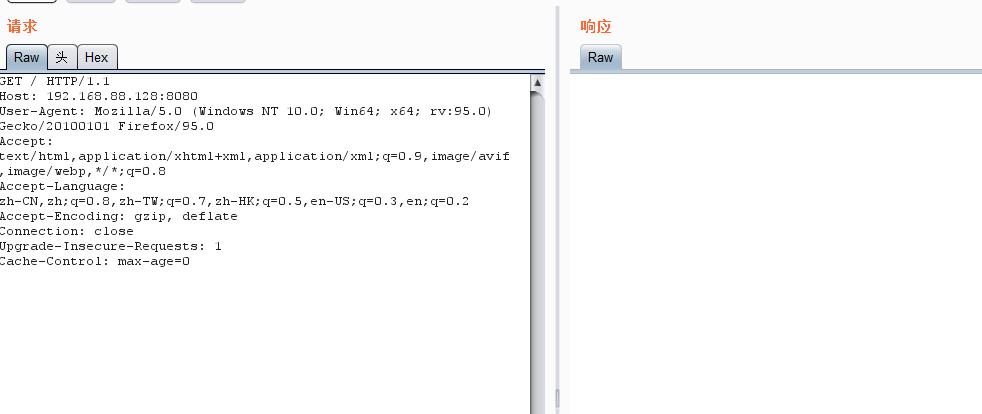 请求
响应
Raw 头 Hex
Raw
GET / HTTP/1.1
Host: 192.168.88.128:8080
User-Agent: Mozilla/5.0 (Windows NT 10.0; Win64; x64; rv:95.0)
Gecko/20100101 Firefox/95.0
Accept:
text/html,application/xhtml+xml,application/xml;q=0.9,image/avif
,image/webp,*/*;q=0.8
Accept-Language:
zh-CN,zh;q=0.8,zh-TW;q=0.7,zh-HK;q=0.5,en-US;q=0.3,en;q=0.2
Accept-Encoding: gzip, deflate
Connection: close
Upgrade-Insecure-Requests: 1
Cache-Control: max-age=0